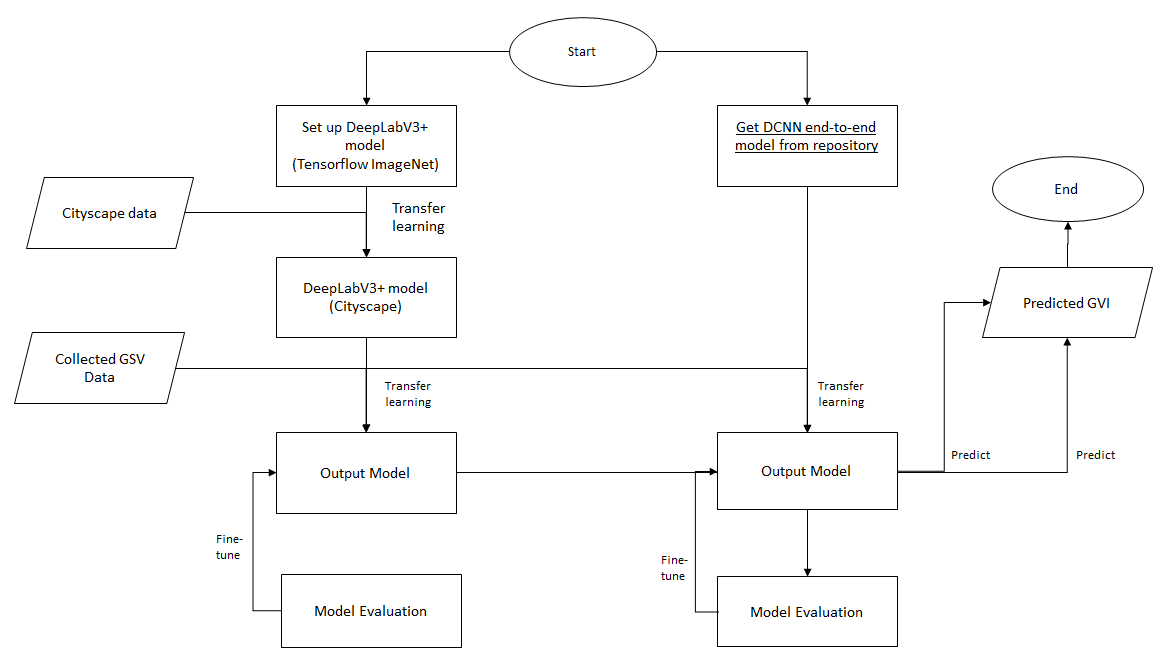 Start
Set up DeepLabV3+
model
(Tensorflow ImageNet)
Get DCNN end-to-end
model from repository
Cityscape data
Transfer
learning
End
DeepLabV3+ model
(Cityscape)
Predicted GVI
Collected GSV
Data
Transfer
learning
Transfer
learning
Output Model
Output Model
Predict
Predict
Fine-
tune
Fine-
tune
Model Evaluation
Model Evaluation